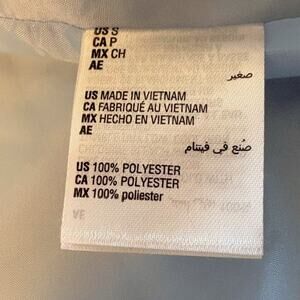 US S
CA P
MX CH
AE
صغير
US MADE IN VIETNAM
CA FABRIQUÉ AU VIETNAM
MX HECHO EN VIETNAM
AE
صُنع في فيتنام
US 100% POLYESTER
CA 100% POLYESTER
MX 100% poliester